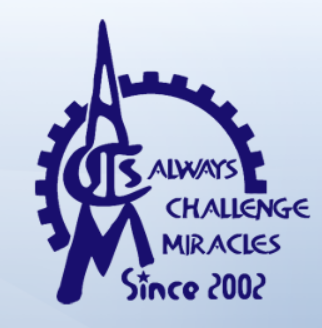 A
C
M
ALWAYS
CHALLENGE
MIRACLES
Since 2002